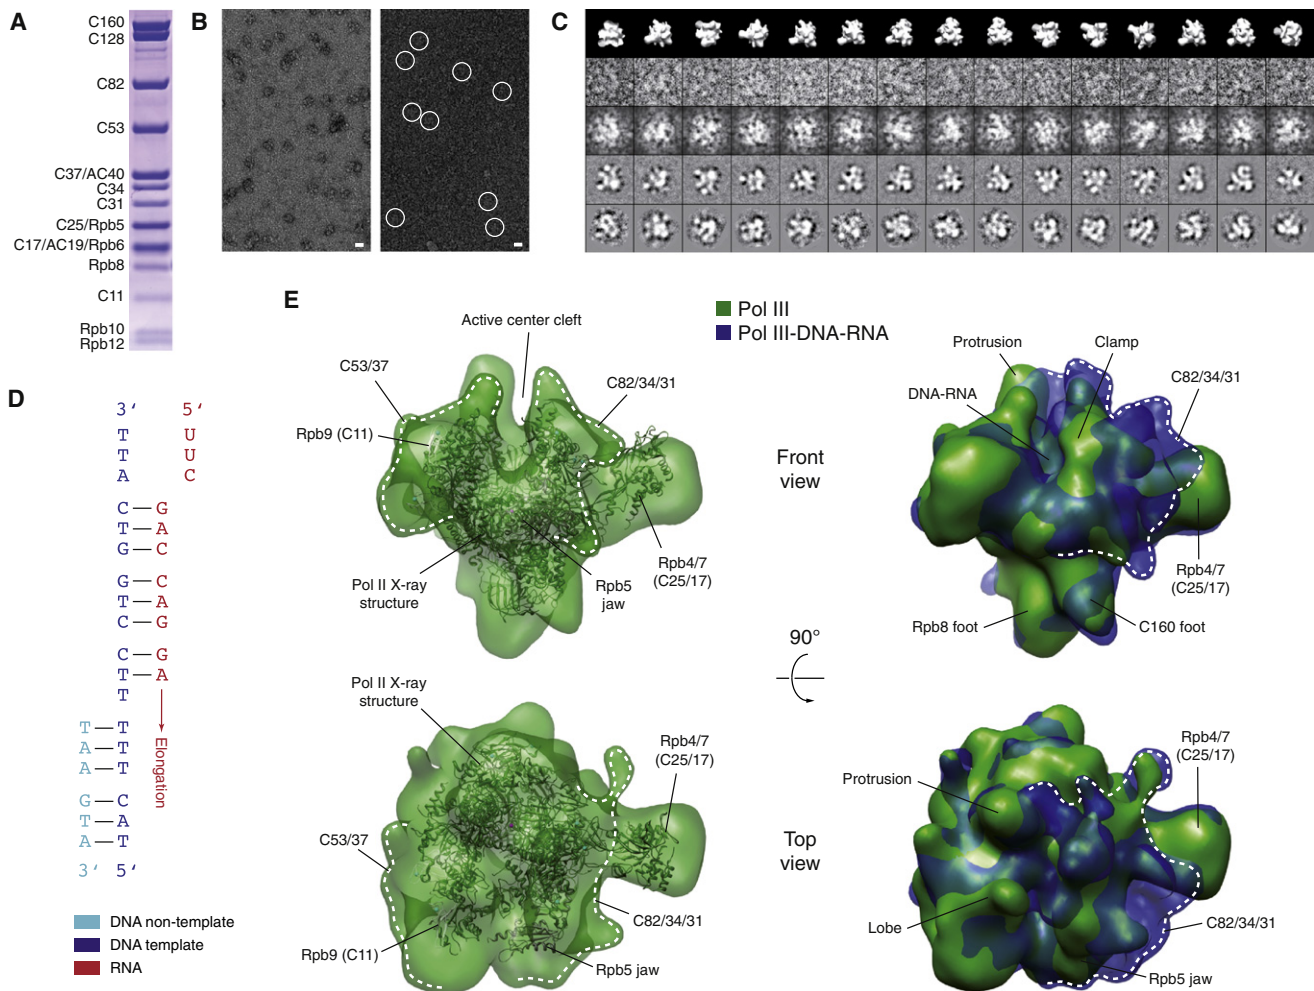 A
C160
C128
C82
C53
C37/AC40
C34
C31
C25/Rpb5
C17/AC19/Rpb6
Rpb8
C11
Rpb10
Rpb12
B
C
D
3‘ 5‘
T U
T U
A C
C — G
T — A
G — C
G — C
T — A
C — G
C — G
T — A
T
T — T
A — T
A — T
G — C
T — A
A — T
3‘ 5‘
Elongation
DNA non-template
DNA template
RNA
E
Pol III
Pol III-DNA-RNA
Active center cleft
C53/37
C82/34/31
Rpb9 (C11)
Pol II X-ray
structure
Rpb5
jaw
Rpb4/7
(C25/17)
Front
view
Protrusion
Clamp
DNA-RNA
C82/34/31
Rpb4/7
(C25/17)
Rpb8 foot
C160 foot
90°
Pol II X-ray
structure
Rpb4/7
(C25/17)
C53/37
Rpb9 (C11)
C82/34/31
Rpb5 jaw
Top
view
Rpb4/7
(C25/17)
Protrusion
Lobe
C82/34/31
Rpb5 jaw